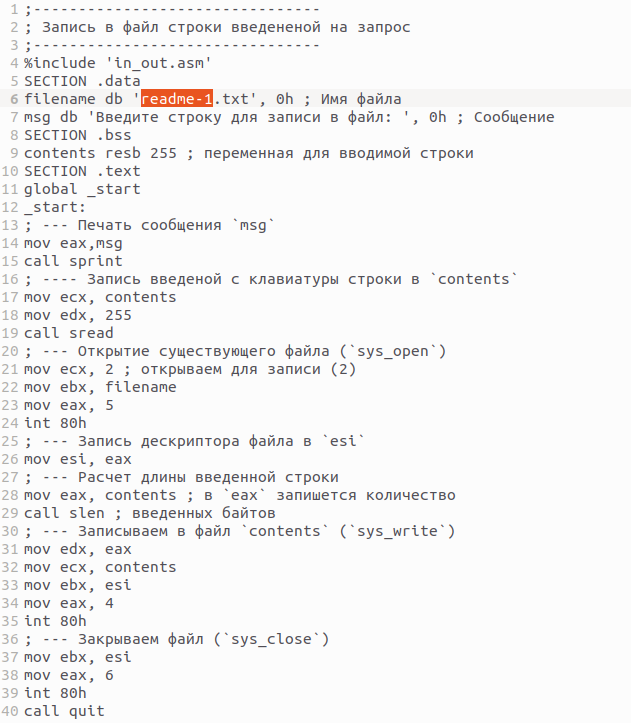 1 ;--------------------------------
2 ; Запись в файл строки введененой на запрос
3 ;--------------------------------
4 %include 'in_out.asm'
5 SECTION .data
6 filename db 'readme-1.txt', 0h ; Имя файла
7 msg db 'Введите строку для записи в файл: ', 0h ; Сообщение
8 SECTION .bss
9 contents resb 255 ; переменная для вводимой строки
10 SECTION .text
11 global _start
12 _start:
13 ; --- Печать сообщения `msg`
14 mov eax,msg
15 call sprint
16 ; ---- Запись введеной с клавиатуры строки в `contents`
17 mov ecx, contents
18 mov edx, 255
19 call sread
20 ; --- Открытие существующего файла (`sys_open`)
21 mov ecx, 2 ; открываем для записи (2)
22 mov ebx, filename
23 mov eax, 5
24 int 80h
25 ; --- Запись дескриптора файла в `esi`
26 mov esi, eax
27 ; --- Расчет длины введенной строки
28 mov eax, contents ; в `eax` запишется количество
29 call slen ; введенных байтов
30 ; --- Записываем в файл `contents` (`sys_write`)
31 mov edx, eax
32 mov ecx, contents
33 mov ebx, esi
34 mov eax, 4
35 int 80h
36 ; --- Закрываем файл (`sys_close`)
37 mov ebx, esi
38 mov eax, 6
39 int 80h
40 call quit